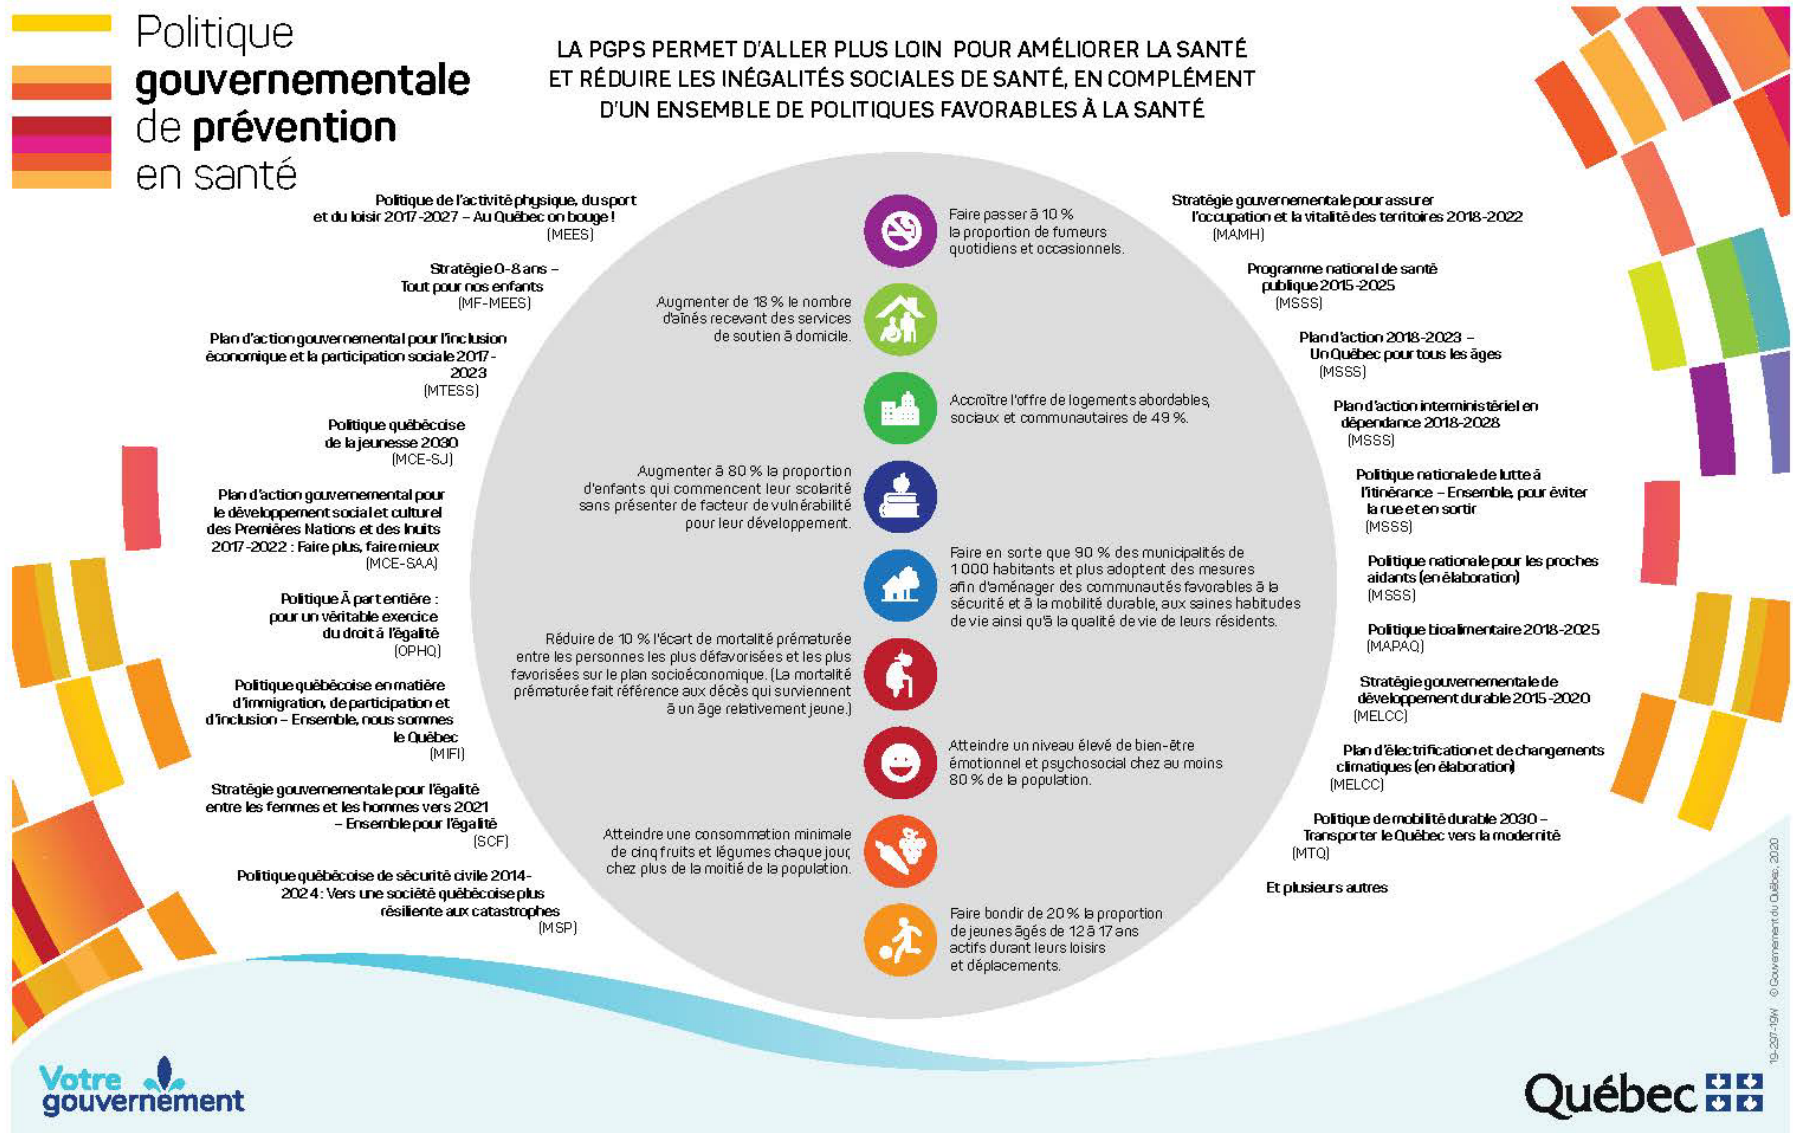 Politique
gouvernementale
de prévention
en santé
LA PGPS PERMET D'ALLER PLUS LOIN POUR AMÉLIORER LA SANTÉ
ET RÉDUIRE LES INÉGALITÉS SOCIALES DE SANTÉ, EN COMPLÉMENT
D'UN ENSEMBLE DE POLITIQUES FAVORABLES À LA SANTÉ
Politique de l'activité physique, du sport
et du loisir 2017-2027 – Au Québec on bouge !
(MEES)
Stratégie 0-8 ans –
Tout pour nos enfants
(MF-MEES)
Plan d'action gouvernemental pour l'inclusion
économique et la participation sociale 2017-
2023
(MTESS)
Politique québécoise
de la jeunesse 2030
(MCE-SJ)
Plan d'action gouvernemental pour
le développement social et culturel
des Premières Nations et des Inuits
2017-2022 : Faire plus, faire mieux
(MCE-SAA)
Politique À part entière :
pour un véritable exercice
du droit à l'égalité
(OPHQ)
Politique québécoise en matière
d'immigration, de participation et
d'inclusion – Ensemble, nous sommes
le Québec
(MIFI)
Stratégie gouvernementale pour l'égalité
entre les femmes et les hommes vers 2021
– Ensemble pour l'égalité
(SCF)
Politique québécoise de sécurité civile 2014-
2024 : Vers une société québécoise plus
résiliente aux catastrophes
(MSP)
Faire passer à 10 %
la proportion de fumeurs
quotidiens et occasionnels.
Augmenter de 18 % le nombre
d'aînés recevant des services
de soutien à domicile.
Accroître l'offre de logements abordables,
sociaux et communautaires de 49 %.
Augmenter à 80 % la proportion
d'enfants qui commencent leur scolarité
sans présenter de facteur de vulnérabilité
pour leur développement.
Faire en sorte que 90 % des municipalités de
1 000 habitants et plus adoptent des mesures
afin d'aménager des communautés favorables à la
sécurité et à la mobilité durable, aux saines habitudes
de vie ainsi qu'à la qualité de vie de leurs résidents.
Réduire de 10 % l'écart de mortalité prématurée
entre les personnes les plus défavorisées et les plus
favorisées sur le plan socioéconomique. (La mortalité
prématurée fait référence aux décès qui surviennent
à un âge relativement jeune.)
Atteindre un niveau élevé de bien-être
émotionnel et psychosocial chez au moins
80 % de la population.
Atteindre une consommation minimale
de cinq fruits et légumes chaque jour,
chez plus de la moitié de la population.
Faire bondir de 20 % la proportion
de jeunes âgés de 12 à 17 ans
actifs durant leurs loisirs
et déplacements.
Stratégie gouvernementale pour assurer
l'occupation et la vitalité des territoires 2018-2022
(MAMH)
Programme national de santé
publique 2015-2025
(MSSS)
Plan d'action 2018-2023 –
Un Québec pour tous les âges
(MSSS)
Plan d'action interministériel en
dépendance 2018-2028
(MSSS)
Politique nationale de lutte à
l'itinérance – Ensemble, pour éviter
la rue et en sortir
(MSSS)
Politique nationale pour les proches
aidants (en élaboration)
(MSSS)
Politique bioalimentaire 2018-2025
(MAPAQ)
Stratégie gouvernementale de
développement durable 2015-2020
(MELCC)
Plan d'électrification et de changements
climatiques (en élaboration)
(MELCC)
Politique de mobilité durable 2030 –
Transporter le Québec vers la modernité
(MTQ)
Et plusieurs autres
19-297-19W © Gouvernement du Québec, 2020
Votre
gouvernement
Québec